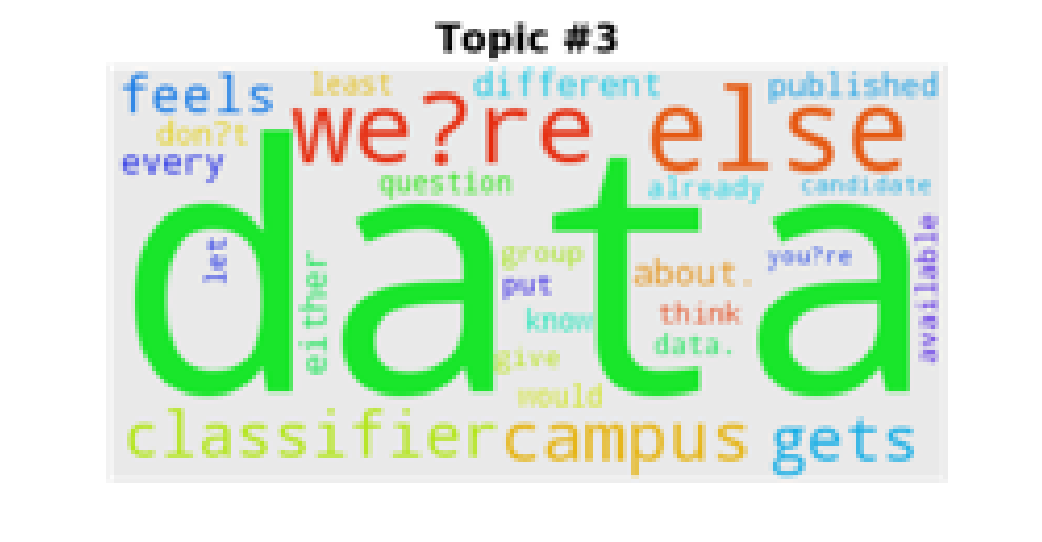 Topic #3
feels
least
different
published
we?re
else
don?t
every
question
already
candidate
data
let
either
group
put
about.
you?re
available
know
think
data.
give
would
classifier
campus
gets